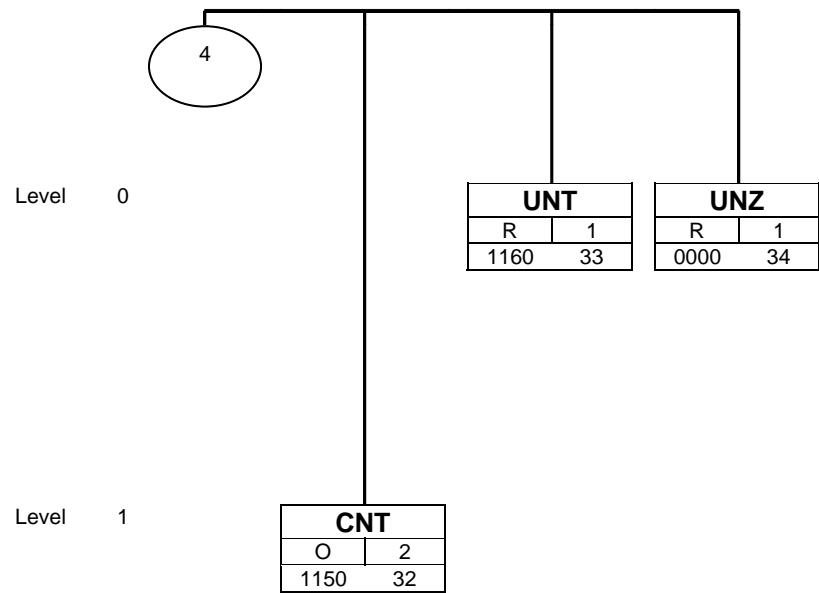 4
Level 0
UNT UNZ
R 1 R 1
1160 33 0000 34
Level 1
CNT
O 2
1150 32